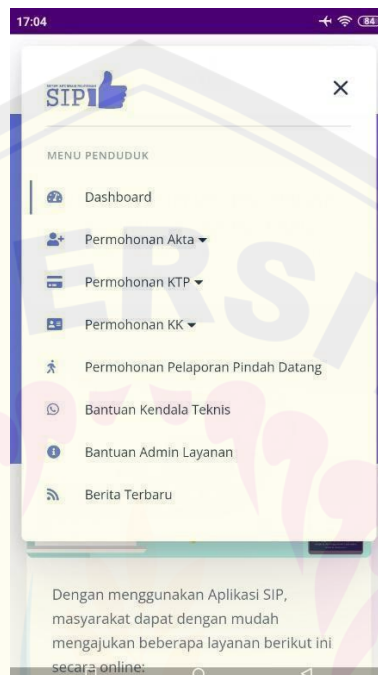 17:04
84
SIP
MENU PENDUDUK
Dashboard
Permohonan Akta
Permohonan KTP
Permohonan KK
Permohonan Pelaporan Pindah Datang
Bantuan Kendala Teknis
Bantuan Admin Layanan
Berita Terbaru
ERS
Dengan menggunakan Aplikasi SIP,
masyarakat dapat dengan mudah
mengajukan beberapa layanan berikut ini
secara online: